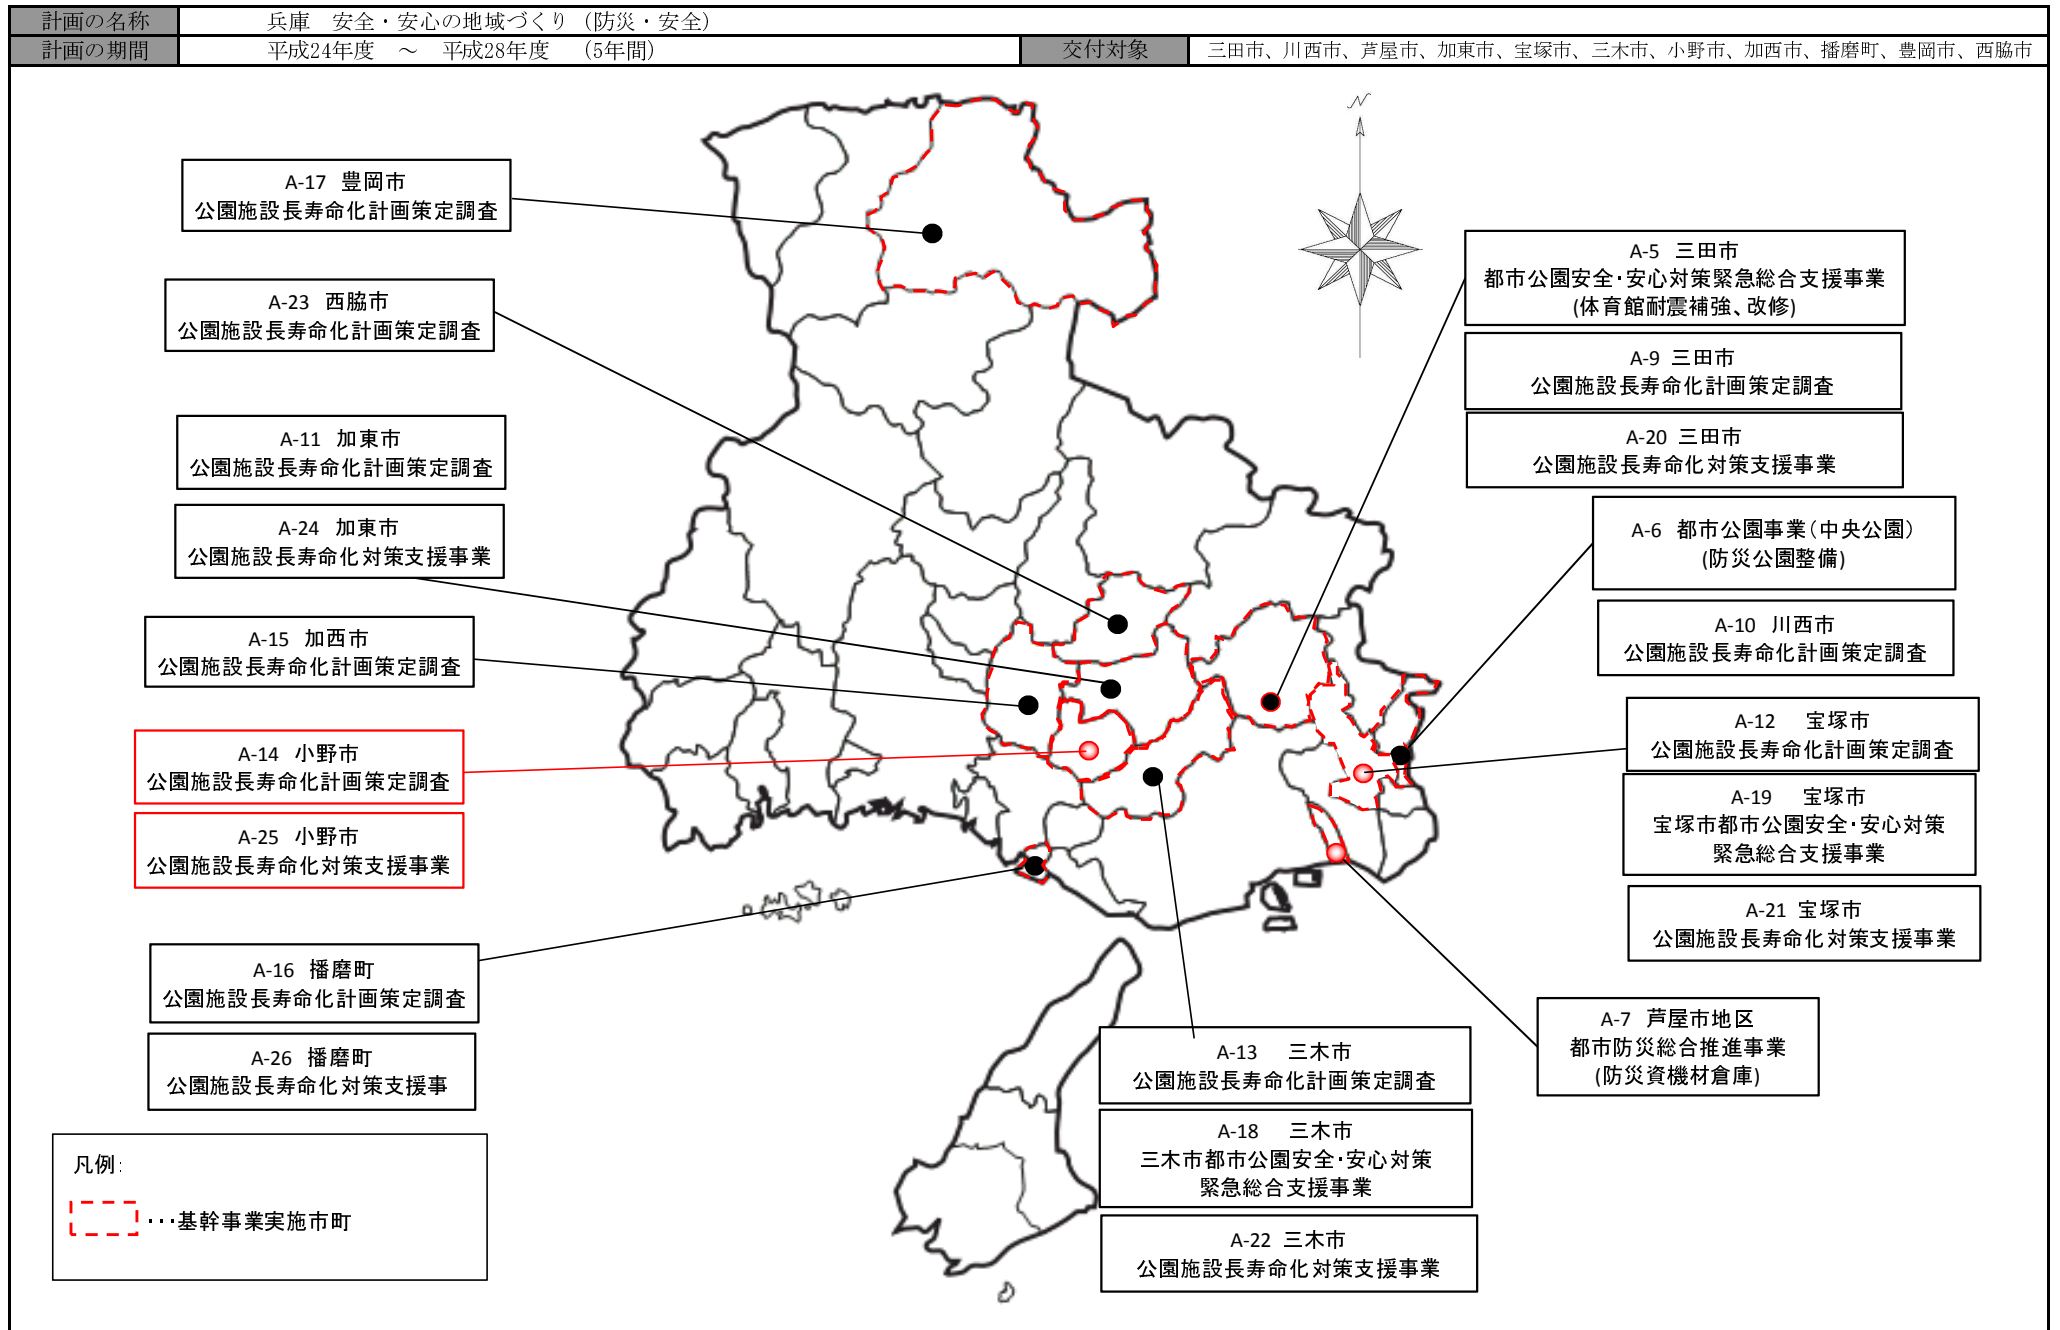 計画の名称 兵庫　安全・安心の地域づくり（防災・安全）
計画の期間 平成24年度　～　平成28年度　（5年間） 交付対象 三田市、川西市、芦屋市、加東市、宝塚市、三木市、小野市、加西市、播磨町、豊岡市、西脇市
A-17 豊岡市
公園施設長寿命化計画策定調査
A-23 西脇市
公園施設長寿命化計画策定調査
A-11 加東市
公園施設長寿命化計画策定調査
A-24 加東市
公園施設長寿命化対策支援事業
A-15 加西市
公園施設長寿命化計画策定調査
A-14 小野市
公園施設長寿命化計画策定調査
A-25 小野市
公園施設長寿命化対策支援事業
A-16 播磨町
公園施設長寿命化計画策定調査
A-26 播磨町
公園施設長寿命化対策支援事
凡例:
･･･基幹事業実施市町
N
A-5 三田市
都市公園安全･安心対策緊急総合支援事業
(体育館耐震補強、改修)
A-9 三田市
公園施設長寿命化計画策定調査
A-20 三田市
公園施設長寿命化対策支援事業
A-6 都市公園事業（中央公園）
(防災公園整備)
A-10 川西市
公園施設長寿命化計画策定調査
A-12 宝塚市
公園施設長寿命化計画策定調査
A-19 宝塚市
宝塚市都市公園安全･安心対策
緊急総合支援事業
A-21 宝塚市
公園施設長寿命化対策支援事業
A-7 芦屋市地区
都市防災総合推進事業
(防災資機材倉庫)
A-13 三木市
公園施設長寿命化計画策定調査
A-18 三木市
三木市都市公園安全･安心対策
緊急総合支援事業
A-22 三木市
公園施設長寿命化対策支援事業